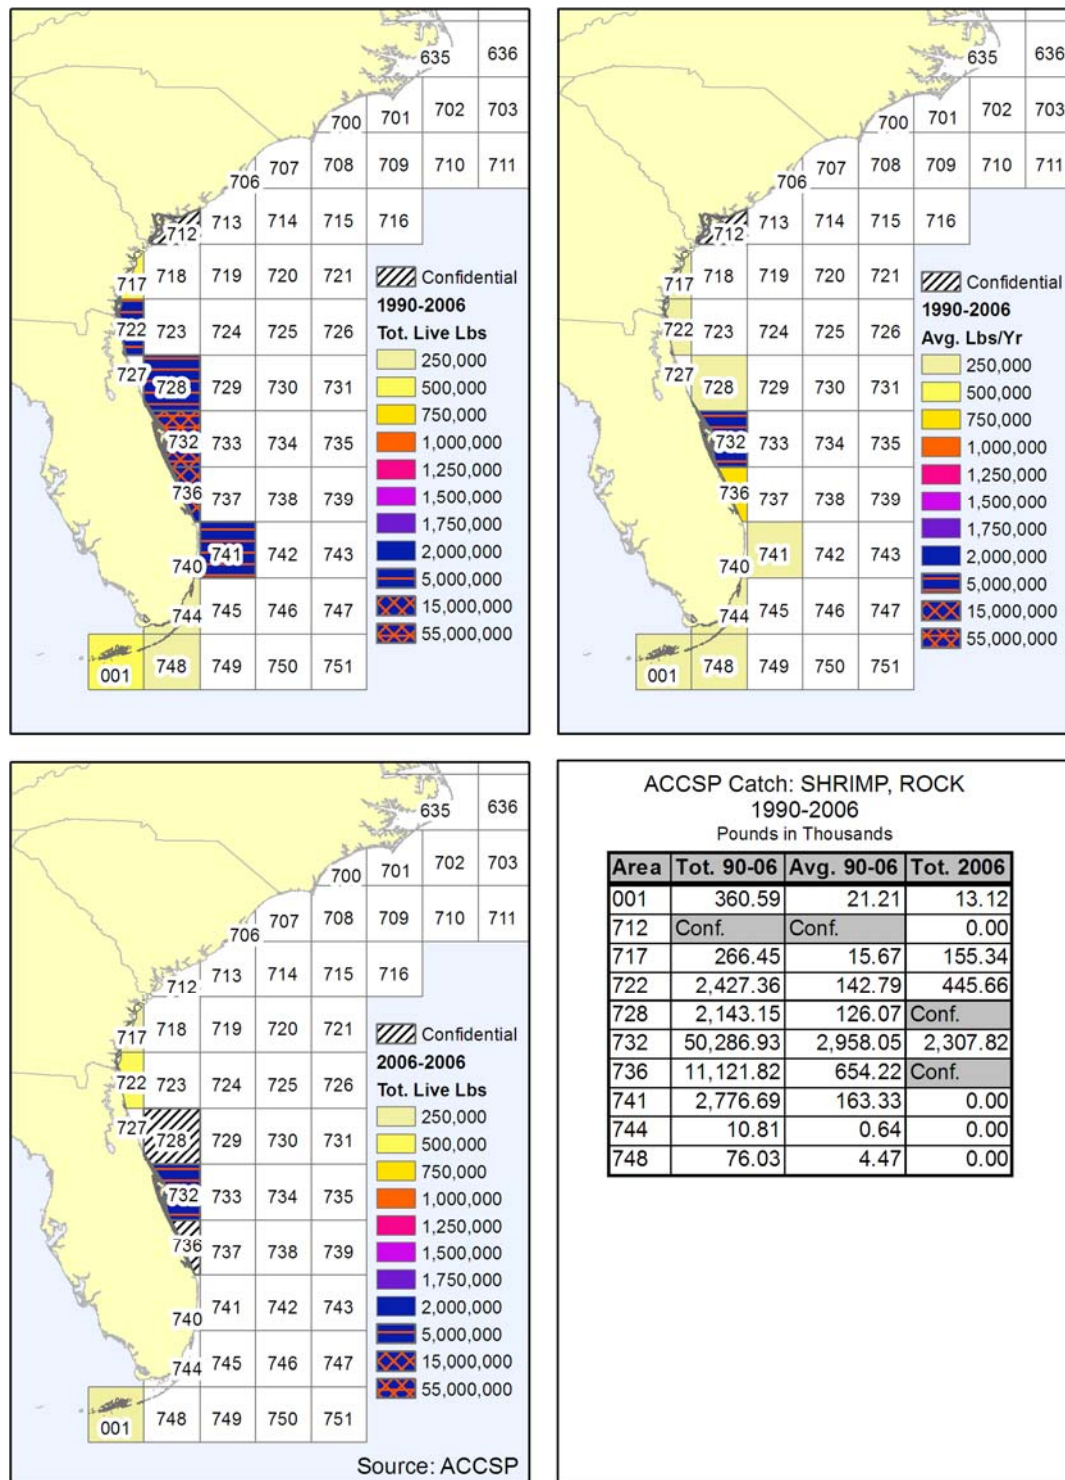 635 636
700 701 702 703
706 707 708 709 710 711
712 713 714 715 716
717 718 719 720 721
722 723 724 725 726
727 728 729 730 731
732 733 734 735
736 737 738 739
740 741 742 743
744 745 746 747
001 748 749 750 751
Confidential
1990-2006
Tot. Live Lbs
250,000
500,000
750,000
1,000,000
1,250,000
1,500,000
1,750,000
2,000,000
5,000,000
15,000,000
55,000,000
635 636
700 701 702 703
706 707 708 709 710 711
712 713 714 715 716
717 718 719 720 721
722 723 724 725 726
727 728 729 730 731
732 733 734 735
736 737 738 739
740 741 742 743
744 745 746 747
001 748 749 750 751
Confidential
1990-2006
Avg. Lbs/Yr
250,000
500,000
750,000
1,000,000
1,250,000
1,500,000
1,750,000
2,000,000
5,000,000
15,000,000
55,000,000
635 636
700 701 702 703
706 707 708 709 710 711
712 713 714 715 716
717 718 719 720 721
722 723 724 725 726
727 728 729 730 731
732 733 734 735
736 737 738 739
740 741 742 743
744 745 746 747
001 748 749 750 751
Confidential
2006-2006
Tot. Live Lbs
250,000
500,000
750,000
1,000,000
1,250,000
1,500,000
1,750,000
2,000,000
5,000,000
15,000,000
55,000,000
Source: ACCSP
ACCSP Catch: SHRIMP, ROCK
1990-2006
Pounds in Thousands
Area Tot. 90-06 Avg. 90-06 Tot. 2006
001 360.59 21.21 13.12
712 Conf. Conf. 0.00
717 266.45 15.67 155.34
722 2,427.36 142.79 445.66
728 2,143.15 126.07 Conf.
732 50,286.93 2,958.05 2,307.82
736 11,121.82 654.22 Conf.
741 2,776.69 163.33 0.00
744 10.81 0.64 0.00
748 76.03 4.47 0.00